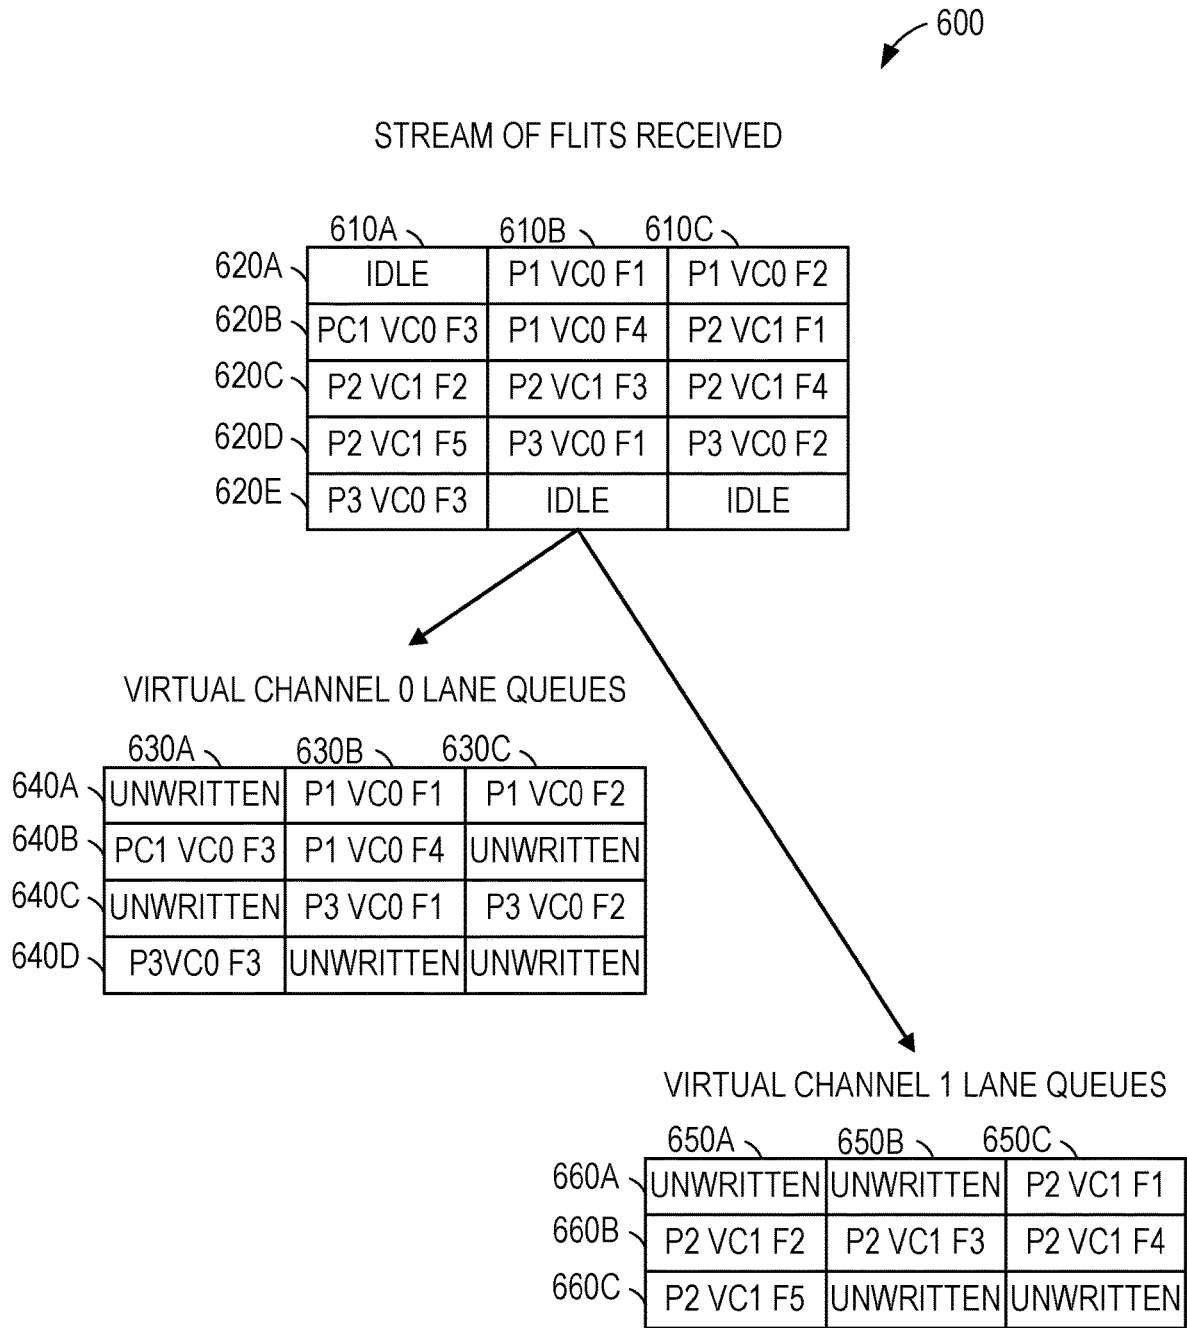 600
STREAM OF FLITS RECEIVED
610A 610B 610C
620A IDLE P1 VC0 F1 P1 VC0 F2
620B PC1 VC0 F3 P1 VC0 F4 P2 VC1 F1
620C P2 VC1 F2 P2 VC1 F3 P2 VC1 F4
620D P2 VC1 F5 P3 VC0 F1 P3 VC0 F2
620E P3 VC0 F3 IDLE IDLE
VIRTUAL CHANNEL 0 LANE QUEUES
630A 630B 630C
640A UNWRITTEN P1 VC0 F1 P1 VC0 F2
640B PC1 VC0 F3 P1 VC0 F4 UNWRITTEN
640C UNWRITTEN P3 VC0 F1 P3 VC0 F2
640D P3VC0 F3 UNWRITTEN UNWRITTEN
VIRTUAL CHANNEL 1 LANE QUEUES
650A 650B 650C
660A UNWRITTEN UNWRITTEN P2 VC1 F1
660B P2 VC1 F2 P2 VC1 F3 P2 VC1 F4
660C P2 VC1 F5 UNWRITTEN UNWRITTEN